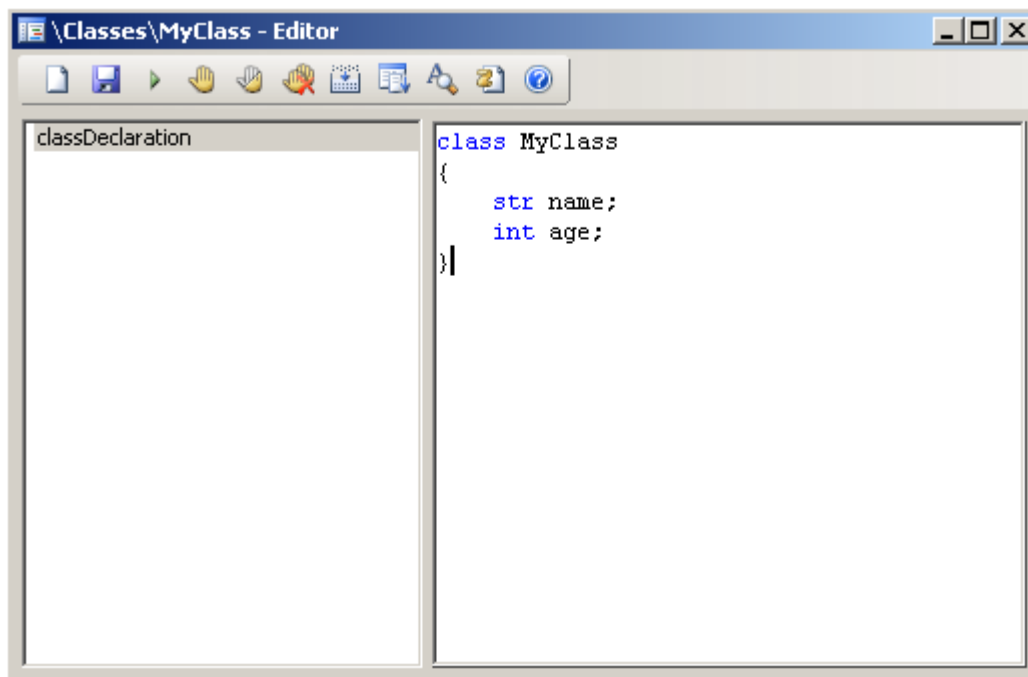 \Classes\MyClass - Editor
classDeclaration
class MyClass
{
    str name;
    int age;
}